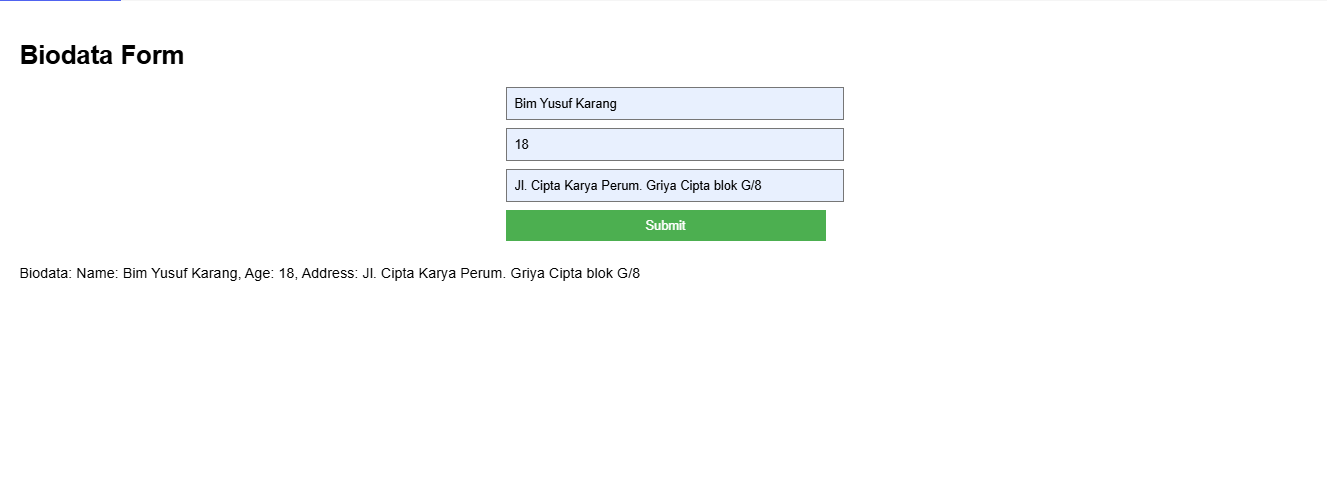 Biodata Form
Bim Yusuf Karang
18
Jl. Cipta Karya Perum. Griya Cipta blok G/8
Submit
Biodata: Name: Bim Yusuf Karang, Age: 18, Address: Jl. Cipta Karya Perum. Griya Cipta blok G/8